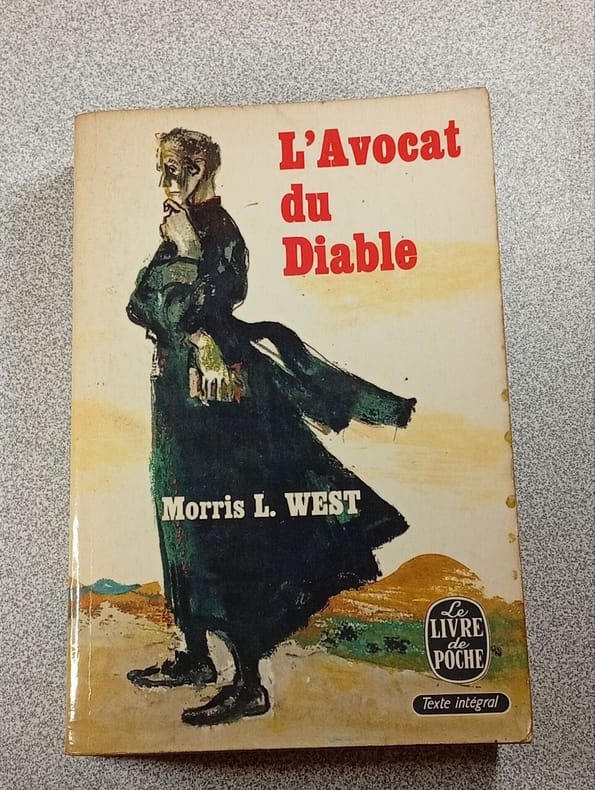 L'Avocat
du
Diable
Morris L. WEST
Le
LIVRE
de
POCHE
Texte intégral